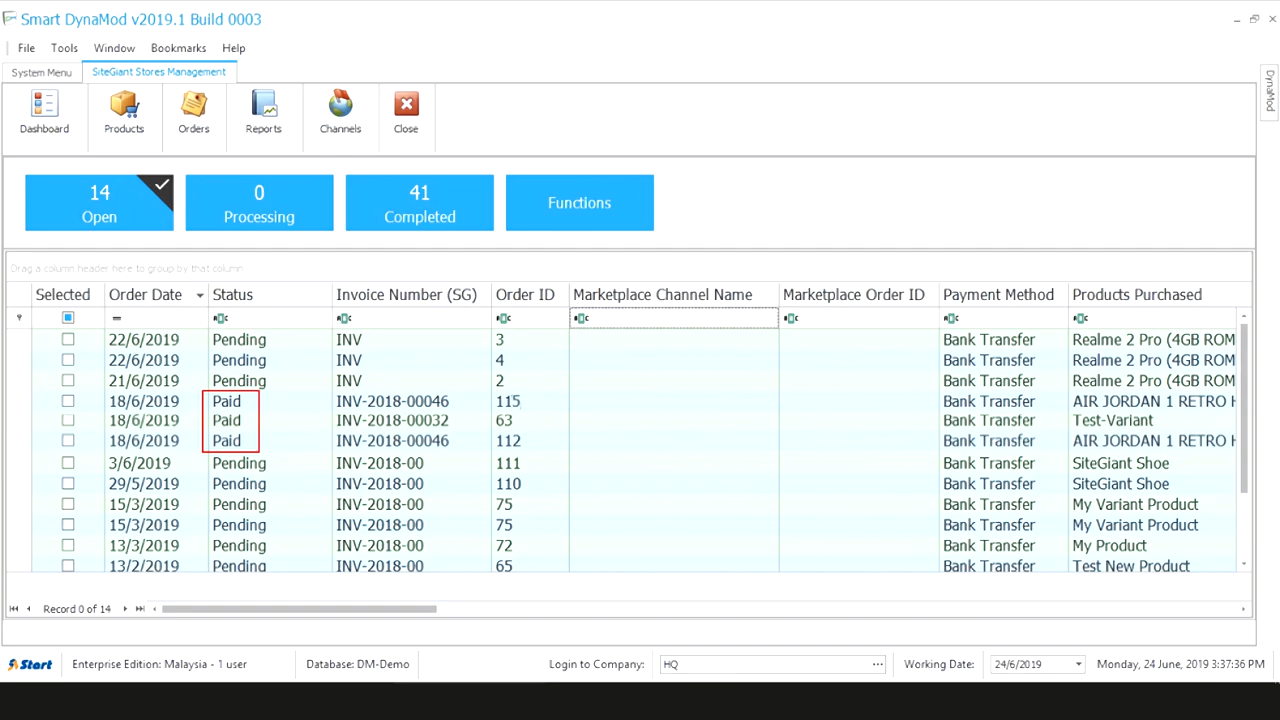 Smart DynaMod v2019.1 Build 0003
File Tools Window Bookmarks Help
System Menu SiteGiant Stores Management
DynaMod
Dashboard Products Orders Reports Channels Close
14 0 41
Open Processing Completed Functions
Drag a column header here to group by that column
Selected Order Date Status Invoice Number (SG) Order ID Marketplace Channel Name Marketplace Order ID Payment Method Products Purchased
22/6/2019 Pending INV 3 Bank Transfer Realme 2 Pro (4GB ROM
22/6/2019 Pending INV 4 Bank Transfer Realme 2 Pro (4GB ROM
21/6/2019 Pending INV 2 Bank Transfer Realme 2 Pro (4GB ROM
18/6/2019 Paid INV-2018-00046 115 Bank Transfer AIR JORDAN 1 RETRO H
18/6/2019 Paid INV-2018-00032 63 Bank Transfer Test-Variant
18/6/2019 Paid INV-2018-00046 112 Bank Transfer AIR JORDAN 1 RETRO H
3/6/2019 Pending INV-2018-00 111 Bank Transfer SiteGiant Shoe
29/5/2019 Pending INV-2018-00 110 Bank Transfer SiteGiant Shoe
15/3/2019 Pending INV-2018-00 75 Bank Transfer My Variant Product
15/3/2019 Pending INV-2018-00 75 Bank Transfer My Variant Product
13/3/2019 Pending INV-2018-00 72 Bank Transfer My Product
13/2/2019 Pending INV-2018-00 65 Bank Transfer Test New Product
Record 0 of 14
Start Enterprise Edition: Malaysia - 1 user Database: DM-Demo Login to Company: HQ ... Working Date: 24/6/2019 Monday, 24 June, 2019 3:37:36 PM